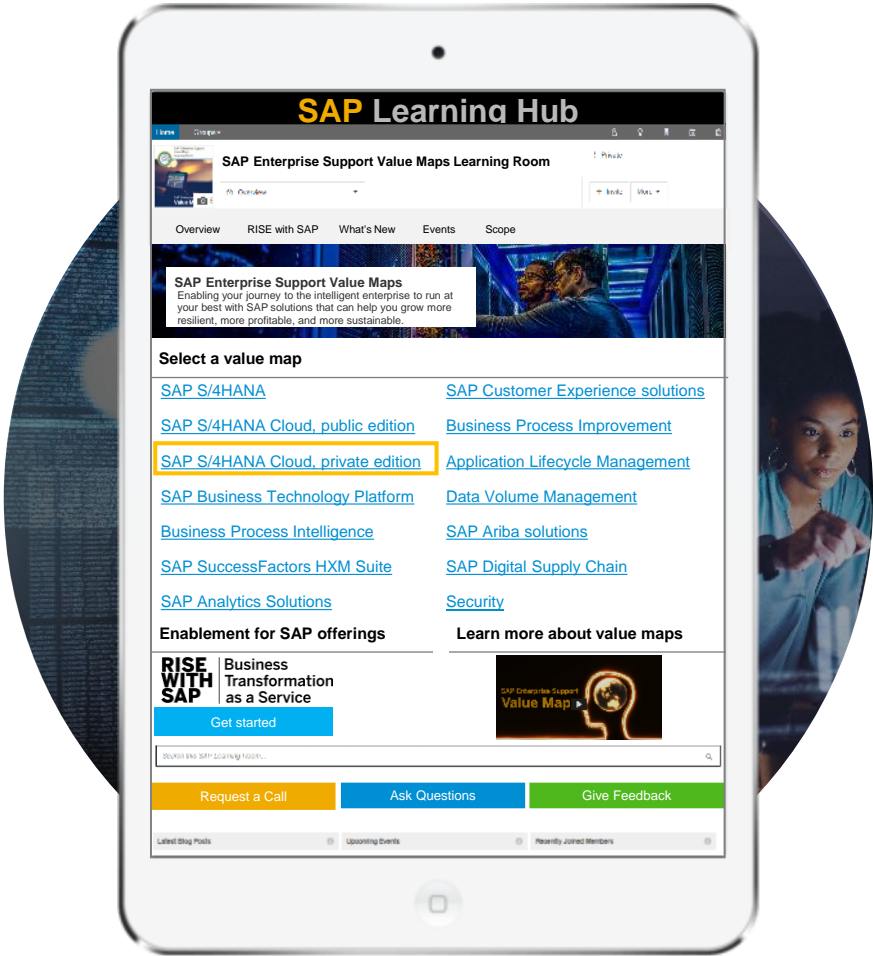 SAP Learning Hub
Home Groups
SAP Enterprise Support Value Maps Learning Room
Private
Overview
Invite More
Overview RISE with SAP What's New Events Scope
SAP Enterprise Support Value Maps
Enabling your journey to the intelligent enterprise to run at
your best with SAP solutions that can help you grow more
resilient, more profitable, and more sustainable.
Select a value map
SAP S/4HANA
SAP Customer Experience solutions
SAP S/4HANA Cloud, public edition
Business Process Improvement
SAP S/4HANA Cloud, private edition
Application Lifecycle Management
SAP Business Technology Platform
Data Volume Management
Business Process Intelligence
SAP Ariba solutions
SAP SuccessFactors HXM Suite
SAP Digital Supply Chain
SAP Analytics Solutions
Security
Enablement for SAP offerings
Learn more about value maps
RISE
WITH
SAP
Business
Transformation
as a Service
Get started
SAP Enterprise Support
Value Map
Search this SAP Learning Room...
Request a Call
Ask Questions
Give Feedback
Latest Blog Posts
Upcoming Events
Recently Joined Members